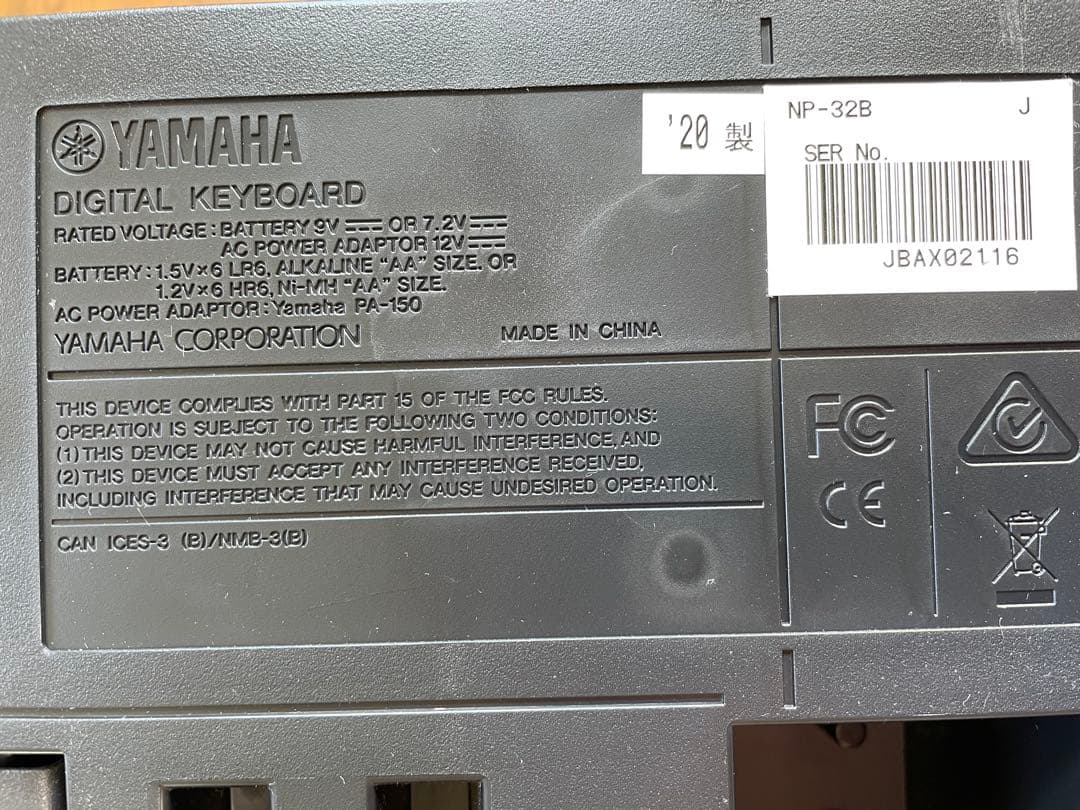 YAMAHA
DIGITAL KEYBOARD
RATED VOLTAGE : BATTERY 9V ⎓ OR 7.2V ⎓
AC POWER ADAPTOR 12V ⎓
BATTERY : 1.5V×6 LR6, ALKALINE "AA" SIZE. OR
1.2V×6 HR6, Ni-MH "AA" SIZE.
AC POWER ADAPTOR : Yamaha PA-150
YAMAHA CORPORATION
MADE IN CHINA
'20 製
NP-32B J
SER No.
JBAX02116
THIS DEVICE COMPLIES WITH PART 15 OF THE FCC RULES.
OPERATION IS SUBJECT TO THE FOLLOWING TWO CONDITIONS:
(1) THIS DEVICE MAY NOT CAUSE HARMFUL INTERFERENCE, AND
(2) THIS DEVICE MUST ACCEPT ANY INTERFERENCE RECEIVED,
INCLUDING INTERFERENCE THAT MAY CAUSE UNDESIRED OPERATION.
CAN ICES-3 (B)/NMB-3(B)
FC
CE